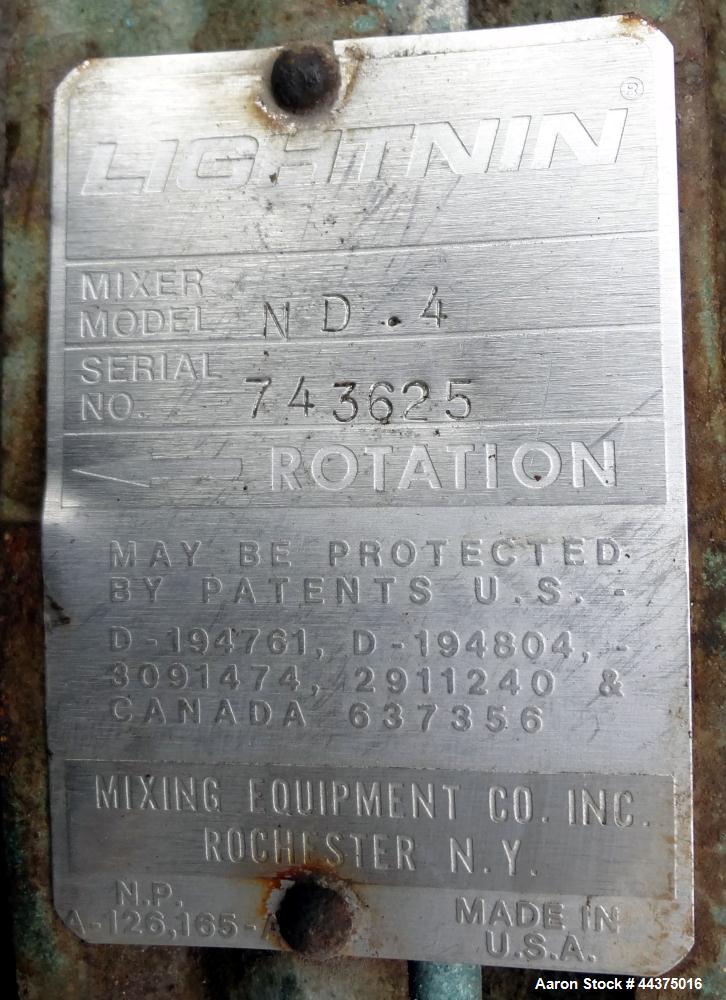 LIGHTNIN®
MIXER
MODEL ND.4
SERIAL
NO. 743625
ROTATION
MAY BE PROTECTED
BY PATENTS U.S. -
D-194761, D-194804, -
3091474, 2911240 &
CANADA 637356
MIXING EQUIPMENT CO. INC.
ROCHESTER N.Y.
N.P.
A-126,165-A
MADE IN
U.S.A.
Aaron Stock # 44375016